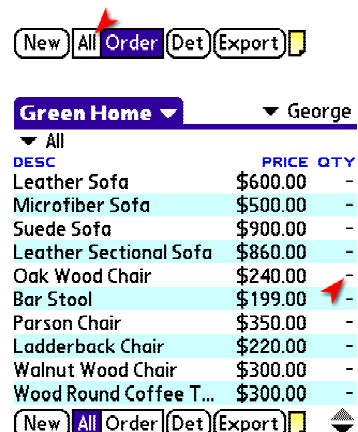 New All Order Det Export
Green Home George
All
DESC PRICE QTY
Leather Sofa $600.00 -
Microfiber Sofa $500.00 -
Suede Sofa $900.00 -
Leather Sectional Sofa $860.00 -
Oak Wood Chair $240.00 -
Bar Stool $199.00 -
Parson Chair $350.00 -
Ladderback Chair $220.00 -
Walnut Wood Chair $300.00 -
Wood Round Coffee T... $300.00 -
New All Order Det Export